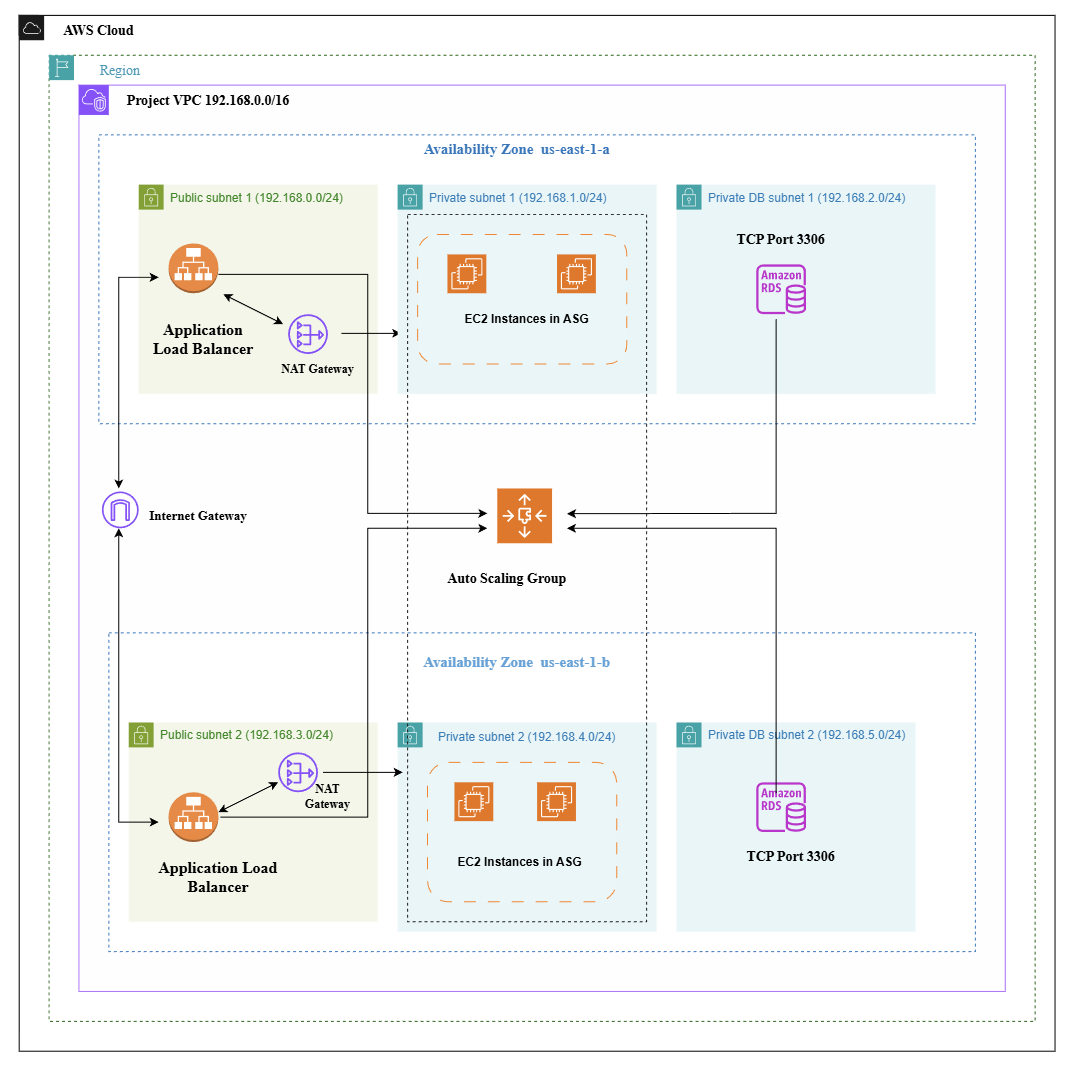 AWS Cloud
Region
Project VPC 192.168.0.0/16
Availability Zone us-east-1-a
Public subnet 1 (192.168.0.0/24)
Private subnet 1 (192.168.1.0/24)
Private DB subnet 1 (192.168.2.0/24)
TCP Port 3306
Amazon
RDS
EC2 Instances in ASG
Application
Load Balancer
NAT Gateway
Internet Gateway
Auto Scaling Group
Availability Zone us-east-1-b
Public subnet 2 (192.168.3.0/24)
Private subnet 2 (192.168.4.0/24)
Private DB subnet 2 (192.168.5.0/24)
NAT
Gateway
Amazon
RDS
Application Load
Balancer
EC2 Instances in ASG
TCP Port 3306